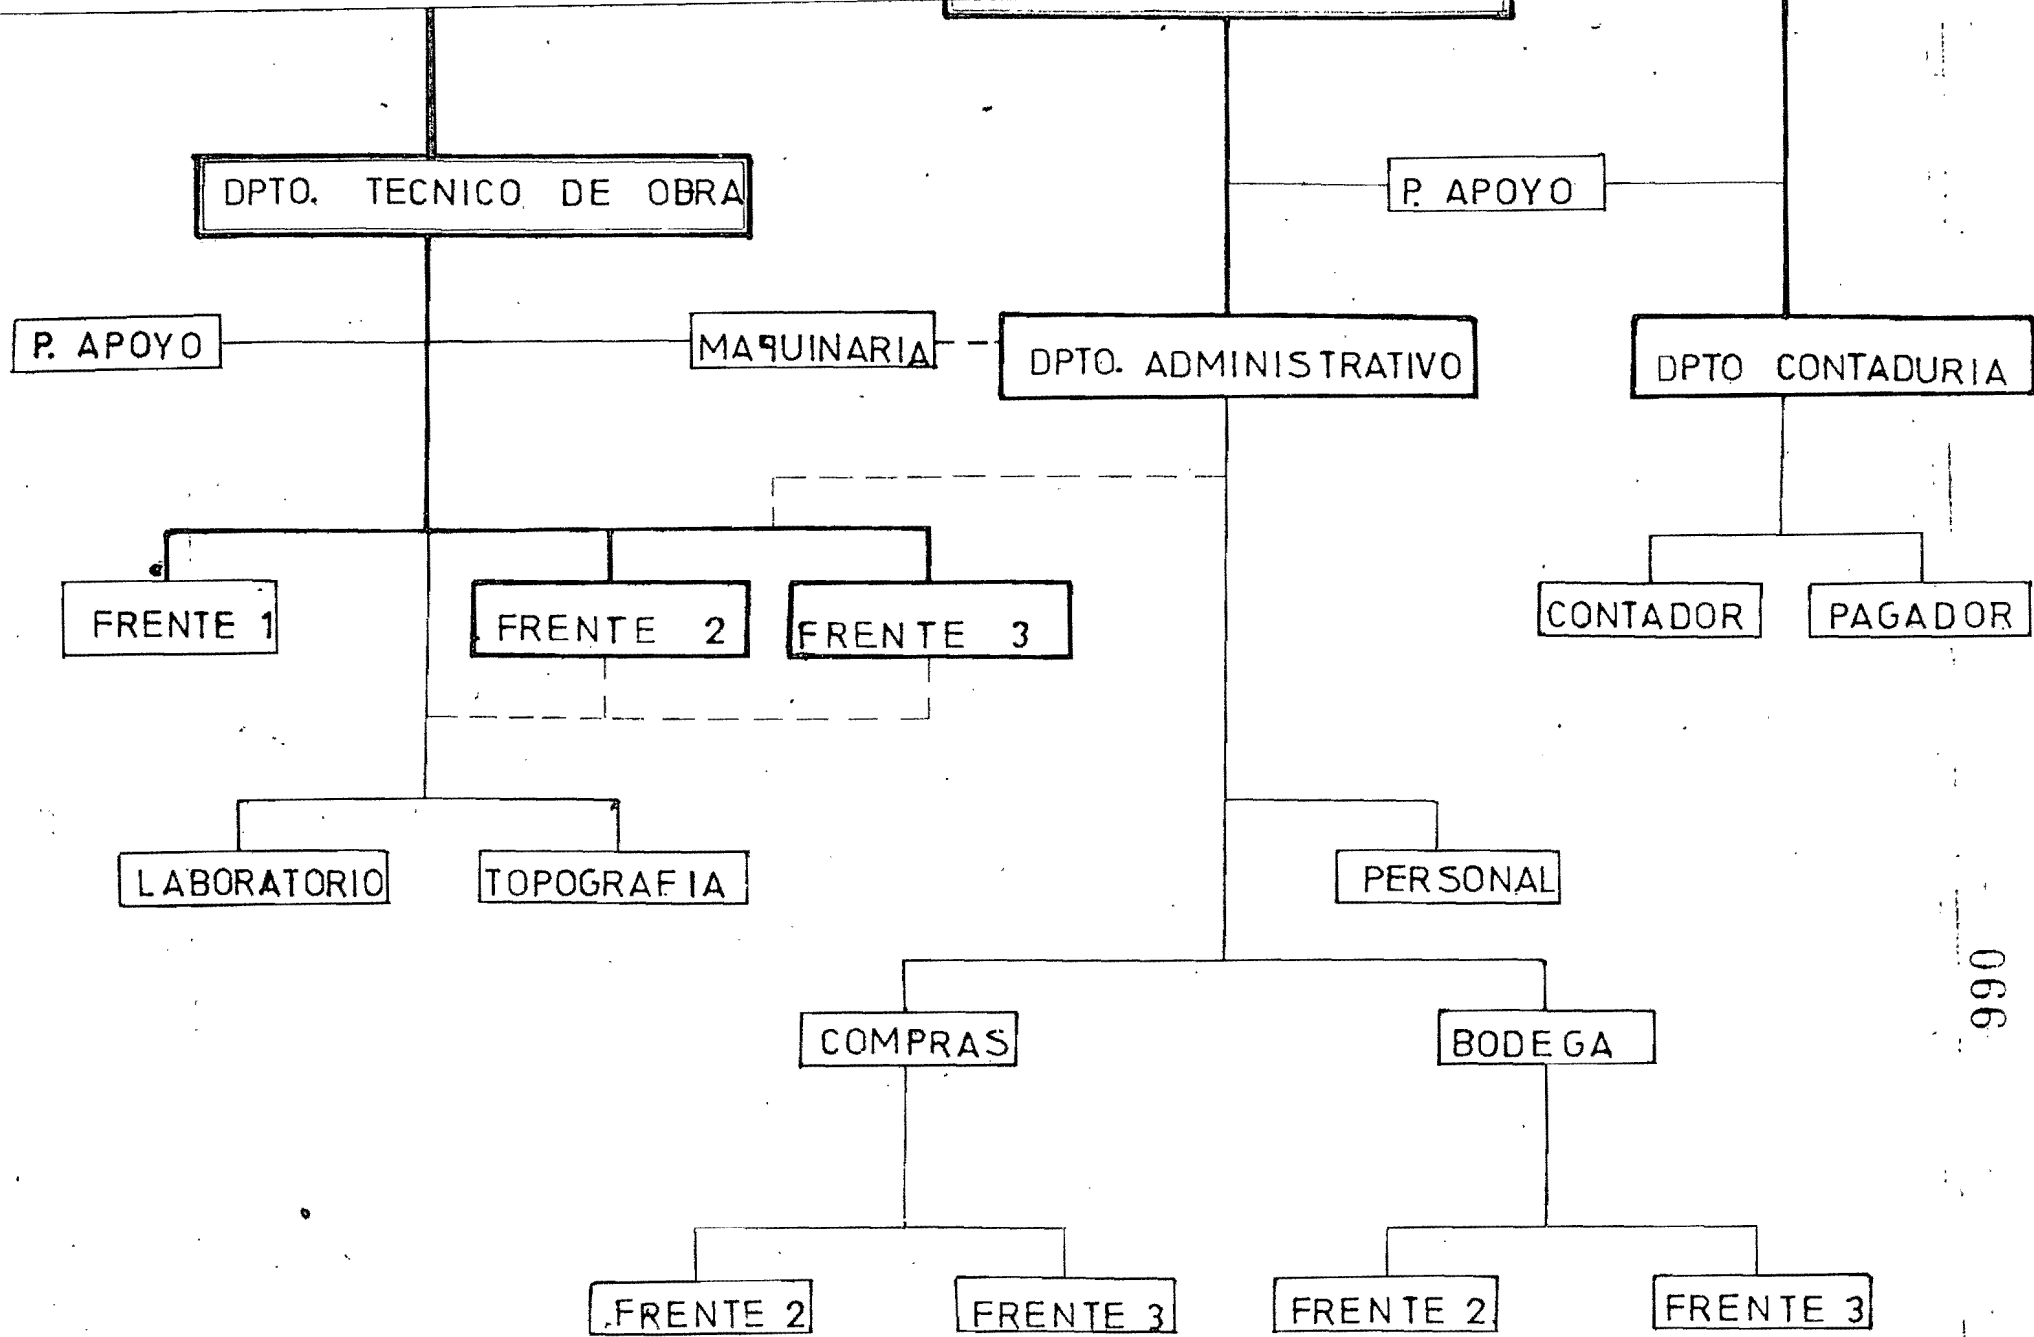 DPTO. TECNICO DE OBRA
P. APOYO
P. APOYO
MAQUINARIA
DPTO. ADMINISTRATIVO
DPTO CONTADURIA
FRENTE 1
FRENTE 2
FRENTE 3
CONTADOR
PAGADOR
LABORATORIO
TOPOGRAFIA
PERSONAL
COMPRAS
BODEGA
FRENTE 2
FRENTE 3
FRENTE 2
FRENTE 3
066